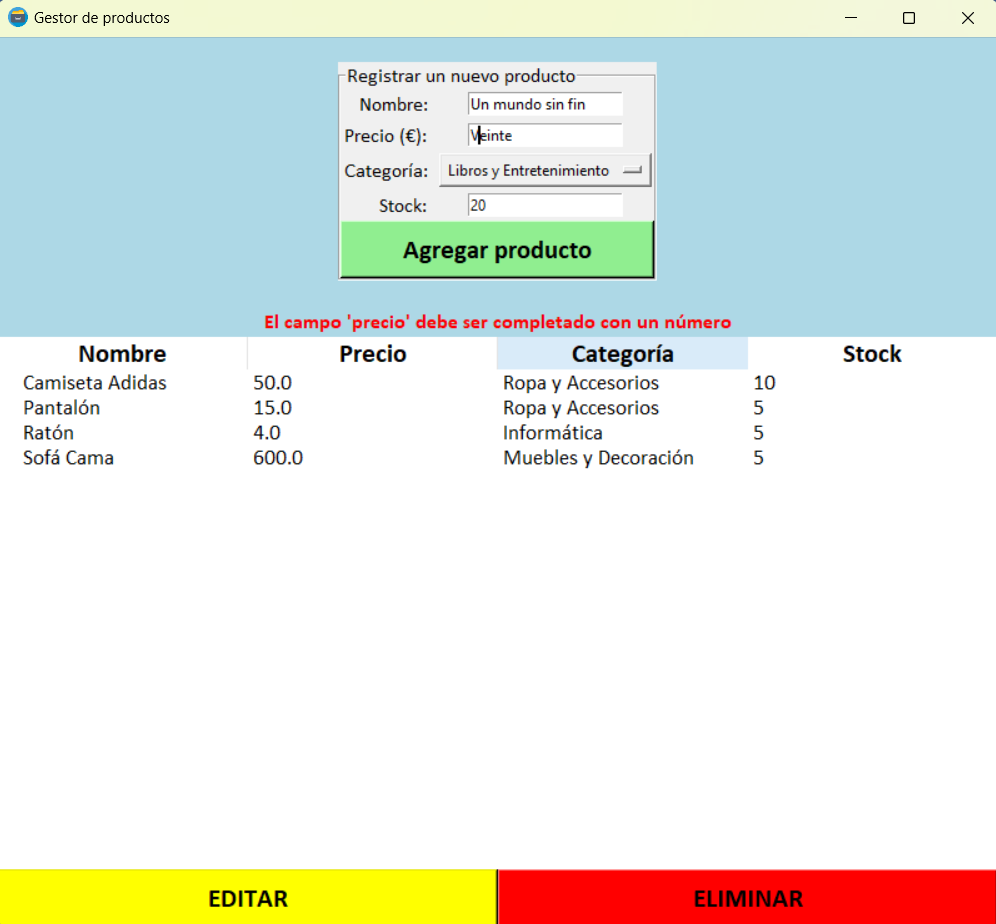 Gestor de productos
Registrar un nuevo producto
Nombre: Un mundo sin fin
Precio (€): Veinte
Categoría: Libros y Entretenimiento
Stock: 20
Agregar producto
El campo 'precio' debe ser completado con un número
Nombre Precio Categoría Stock
Camiseta Adidas 50.0 Ropa y Accesorios 10
Pantalón 15.0 Ropa y Accesorios 5
Ratón 4.0 Informática 5
Sofá Cama 600.0 Muebles y Decoración 5
EDITAR ELIMINAR